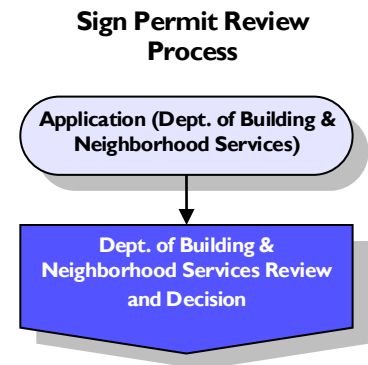 Sign Permit Review
Process
Application (Dept. of Building &
Neighborhood Services)
Dept. of Building &
Neighborhood Services Review
and Decision